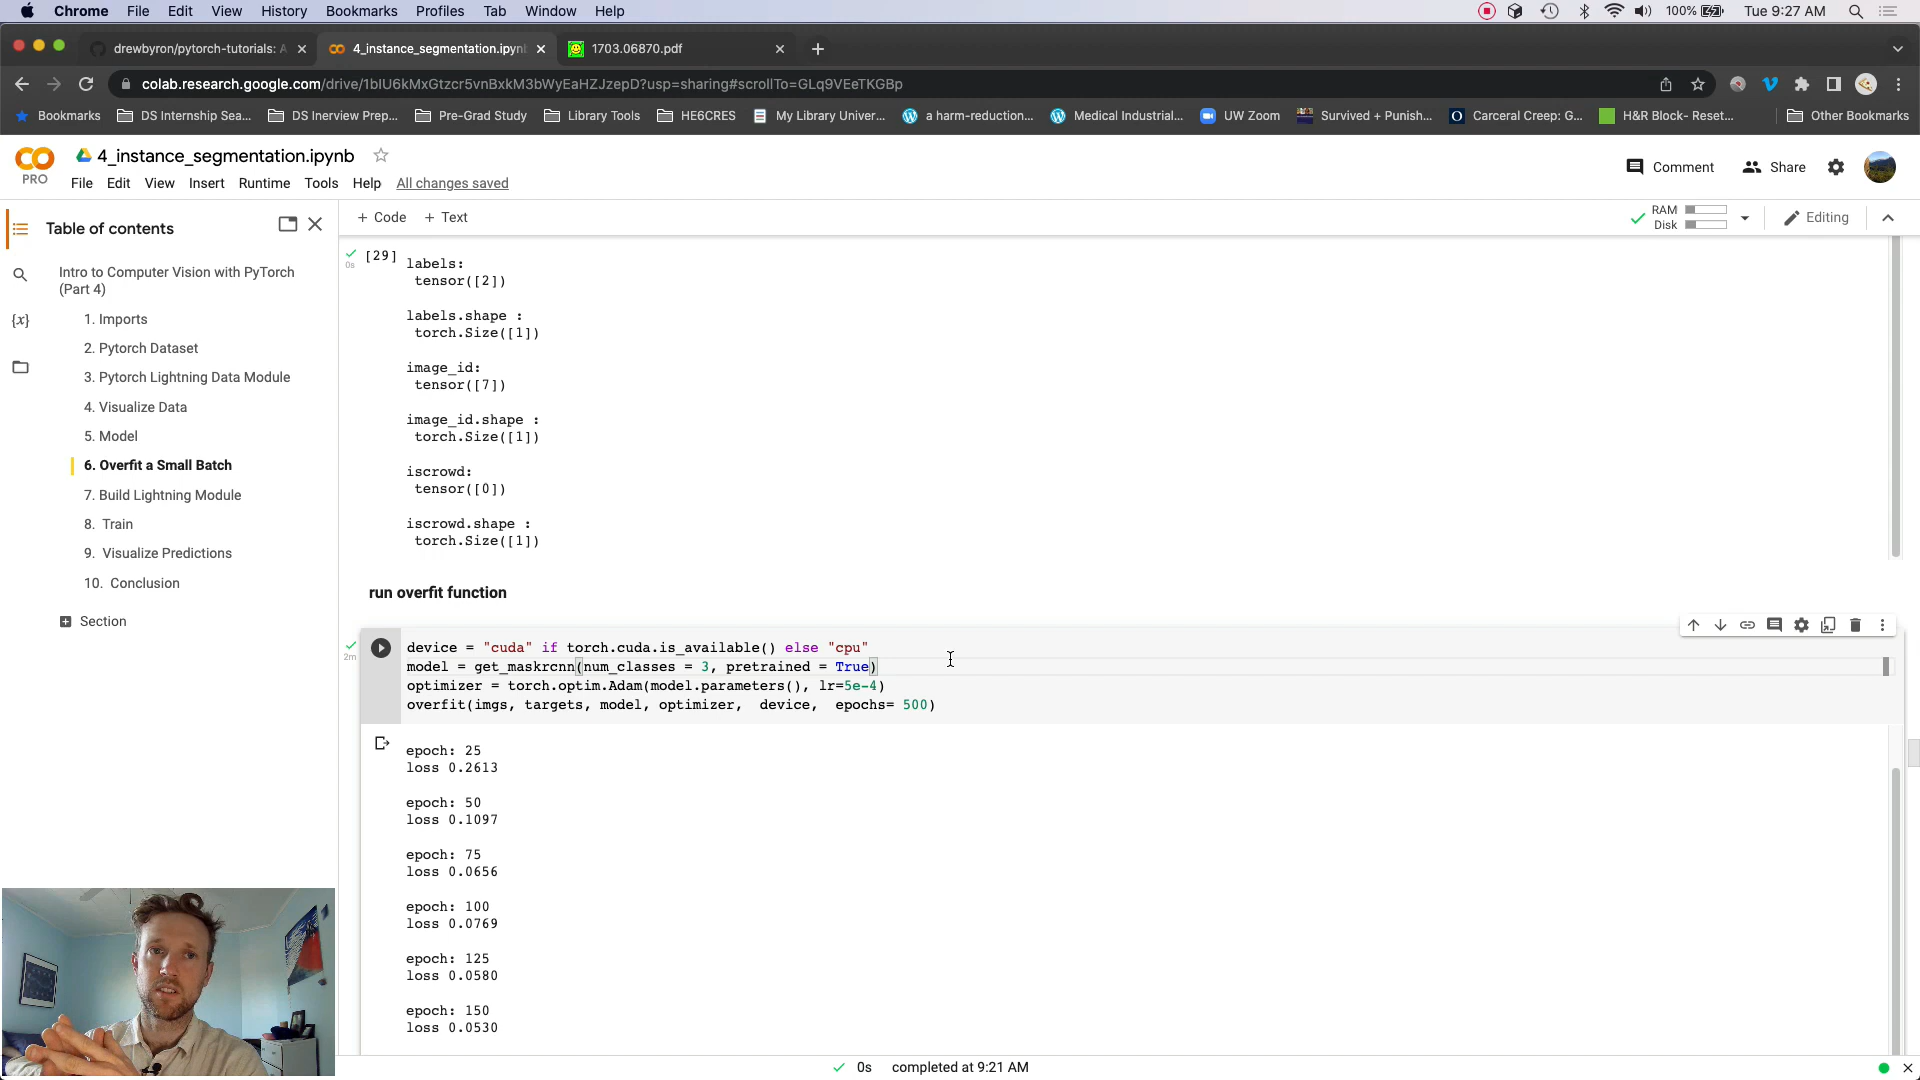 Chrome File Edit View History Bookmarks Profiles Tab Window Help 100% Tue 9:27 AM
drewbyron/pytorch-tutorials: A
4_instance_segmentation.ipyn
1703.06870.pdf
colab.research.google.com/drive/1bIU6kMxGtzcr5vnBxkM3bWyEaHZJzepD?usp=sharing#scrollTo=GLq9VEeTKGBp
Bookmarks DS Internship Sea... DS Inerview Prep... Pre-Grad Study Library Tools HE6CRES My Library Univer... a harm-reduction... Medical Industrial... UW Zoom Survived + Punish... Carceral Creep: G... H&R Block- Reset... Other Bookmarks
PRO
4_instance_segmentation.ipynb
File Edit View Insert Runtime Tools Help All changes saved
Comment Share
Table of contents
Intro to Computer Vision with PyTorch
(Part 4)
1. Imports
2. Pytorch Dataset
3. Pytorch Lightning Data Module
4. Visualize Data
5. Model
6. Overfit a Small Batch
7. Build Lightning Module
8. Train
9. Visualize Predictions
10. Conclusion
Section
{x}
+ Code + Text
RAM
Disk
Editing
[29]
0s
labels:
tensor([2])
labels.shape :
torch.Size([1])
image_id:
tensor([7])
image_id.shape :
torch.Size([1])
iscrowd:
tensor([0])
iscrowd.shape :
torch.Size([1])
run overfit function
2m
device = "cuda" if torch.cuda.is_available() else "cpu"
model = get_maskrcnn(num_classes = 3, pretrained = True)
optimizer = torch.optim.Adam(model.parameters(), lr=5e-4)
overfit(imgs, targets, model, optimizer, device, epochs= 500)
epoch: 25
loss 0.2613
epoch: 50
loss 0.1097
epoch: 75
loss 0.0656
epoch: 100
loss 0.0769
epoch: 125
loss 0.0580
epoch: 150
loss 0.0530
0s completed at 9:21 AM